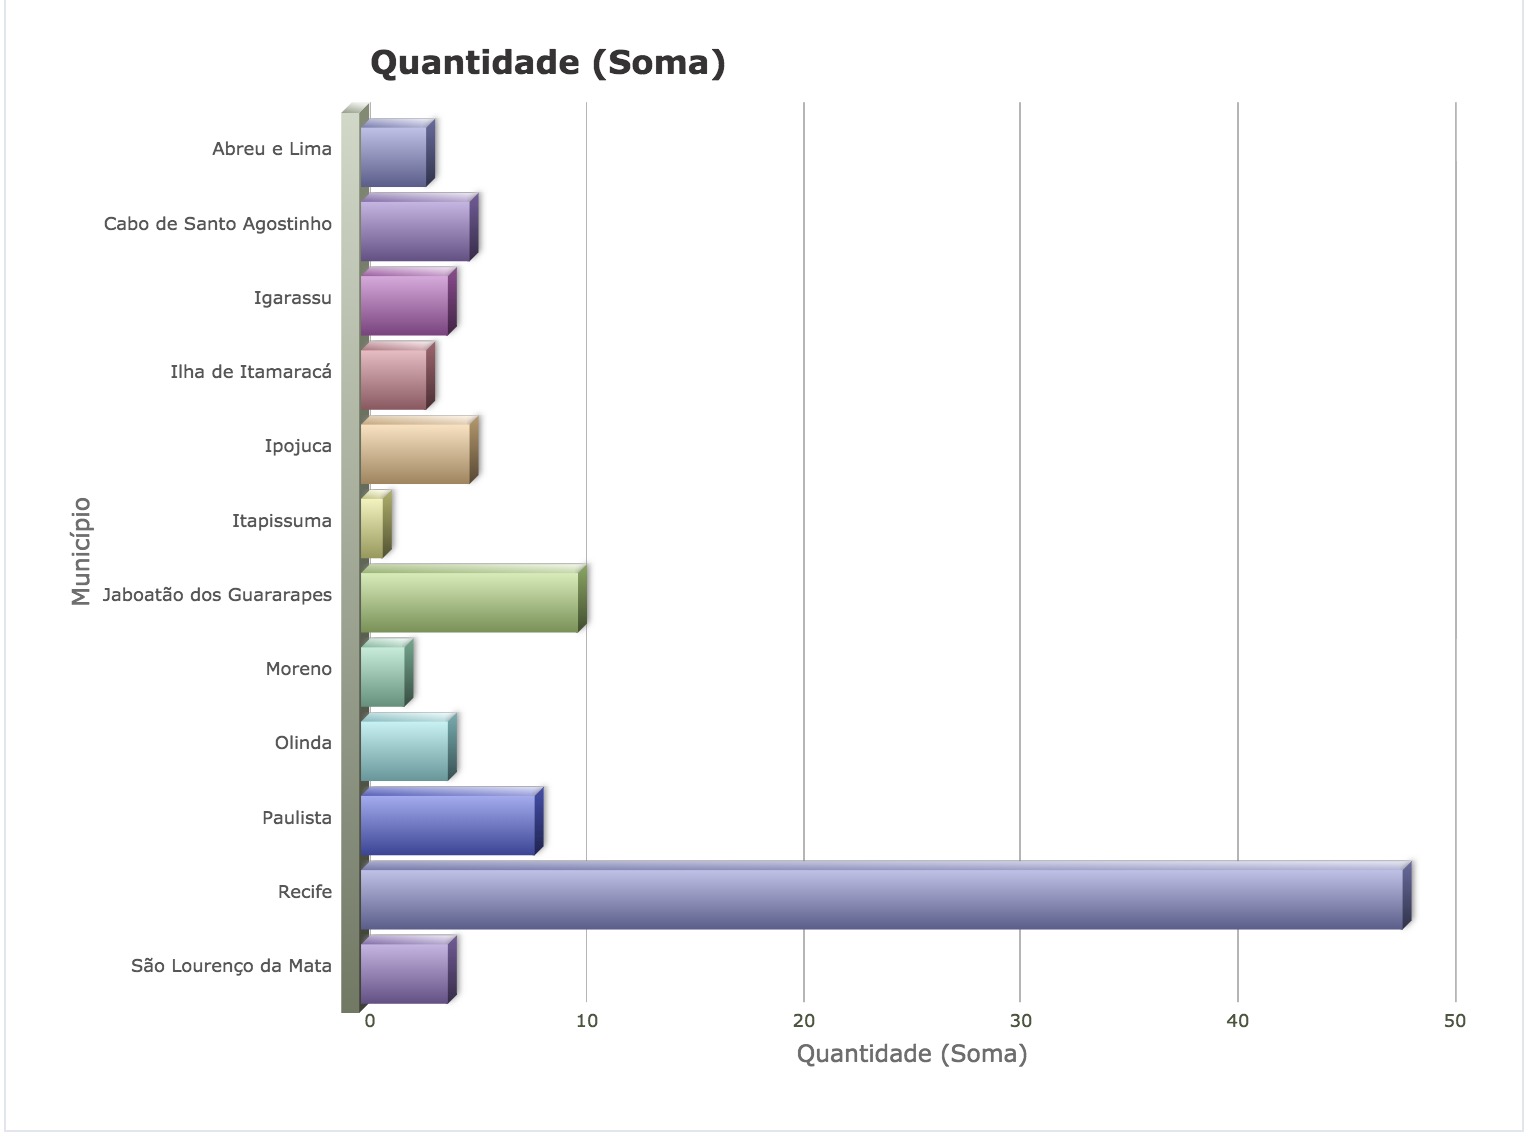 Quantidade (Soma)
Abreu e Lima
Cabo de Santo Agostinho
Igarassu
Ilha de Itamaracá
Ipojuca
Itapissuma
Jaboatão dos Guararapes
Moreno
Olinda
Paulista
Recife
São Lourenço da Mata
Município
0 10 20 30 40 50
Quantidade (Soma)